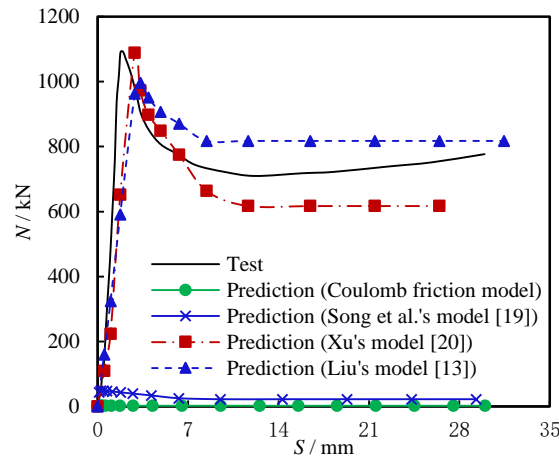 1200
1000
800
600
400
200
0
N / kN
Test
Prediction (Coulomb friction model)
Prediction (Song et al.'s model [19])
Prediction (Xu's model [20])
Prediction (Liu's model [13])
0 7 14 21 28 35
S / mm